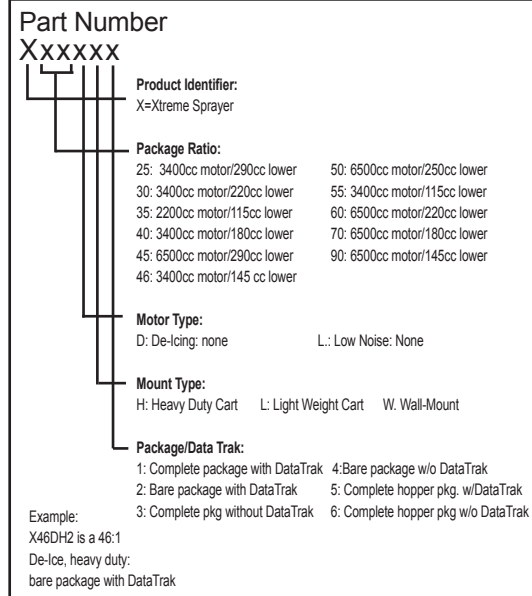 Part Number
Xxxxxx
Product Identifier:
X=Xtreme Sprayer
Package Ratio:
25: 3400cc motor/290cc lower 50: 6500cc motor/250cc lower
30: 3400cc motor/220cc lower 55: 3400cc motor/115cc lower
35: 2200cc motor/115cc lower 60: 6500cc motor/220cc lower
40: 3400cc motor/180cc lower 70: 6500cc motor/180cc lower
45: 6500cc motor/290cc lower 90: 6500cc motor/145cc lower
46: 3400cc motor/145 cc lower
Motor Type:
D: De-Icing: none L.: Low Noise: None
Mount Type:
H: Heavy Duty Cart L: Light Weight Cart W. Wall-Mount
Package/Data Trak:
1: Complete package with DataTrak 4:Bare package w/o DataTrak
2: Bare package with DataTrak 5: Complete hopper pkg. w/DataTrak
3: Complete pkg without DataTrak 6: Complete hopper pkg w/o DataTrak
Example:
X46DH2 is a 46:1
De-Ice, heavy duty:
bare package with DataTrak